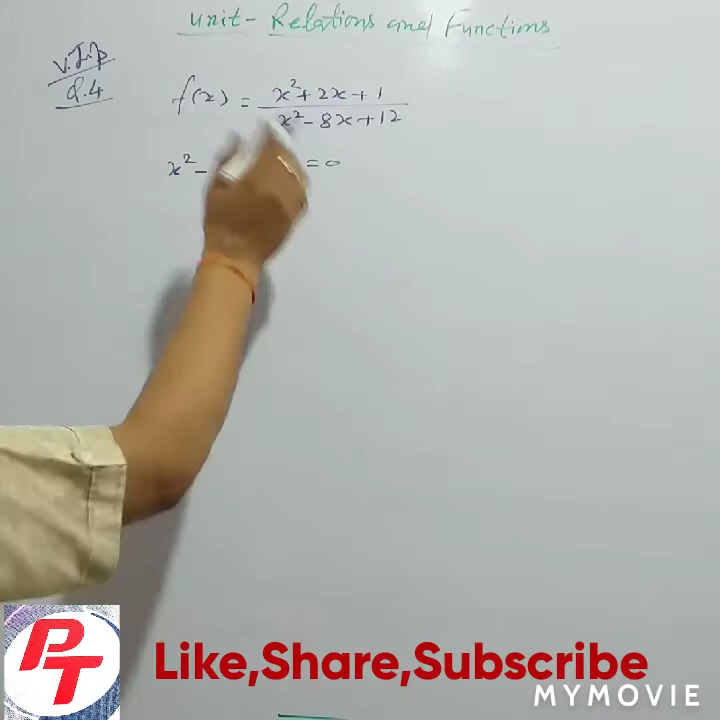 Unit - Relations and Functions
V.I.P
Q.4
f(x) = x²+2x+1 / x²-8x+12
x² - = 0
PT
Like,Share,Subscribe
MYMOVIE